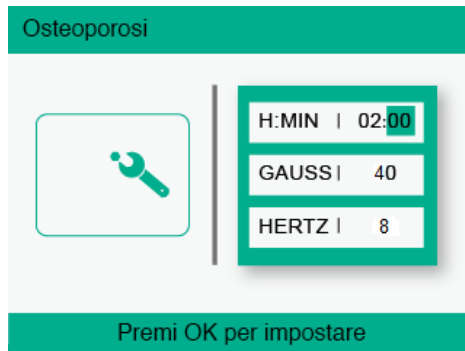 Osteoporosi
H:MIN | 02:00
GAUSS | 40
HERTZ | 8
Premi OK per impostare